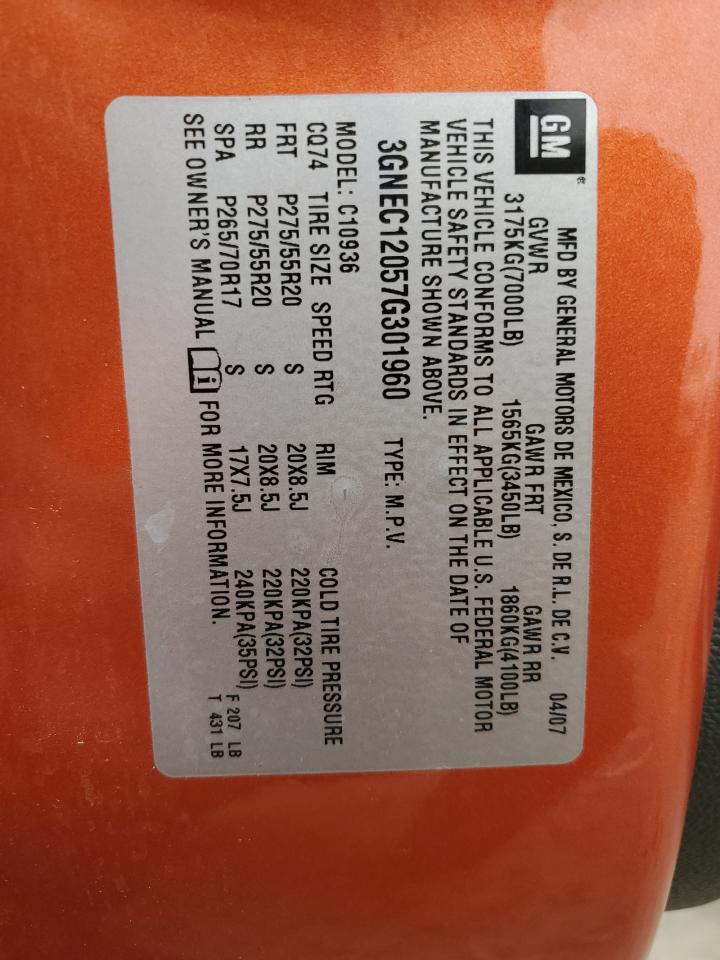 GM®
MFD BY GENERAL MOTORS DE MEXICO, S. DE R.L. DE C.V. 04/07
GVWR GAWR FRT GAWR RR
3175KG(7000LB) 1565KG(3450LB) 1860KG(4100LB)
THIS VEHICLE CONFORMS TO ALL APPLICABLE U.S. FEDERAL MOTOR
VEHICLE SAFETY STANDARDS IN EFFECT ON THE DATE OF
MANUFACTURE SHOWN ABOVE.
3GNEC12057G301960 TYPE: M.P.V.
MODEL: C10936
CQ74 TIRE SIZE SPEED RTG RIM COLD TIRE PRESSURE
FRT P275/55R20 S 20X8.5J 220KPA(32PSI)
RR P275/55R20 S 20X8.5J 220KPA(32PSI)
SPA P265/70R17 S 17X7.5J 240KPA(35PSI) F 207 LB
SEE OWNER'S MANUAL i FOR MORE INFORMATION. T 431 LB